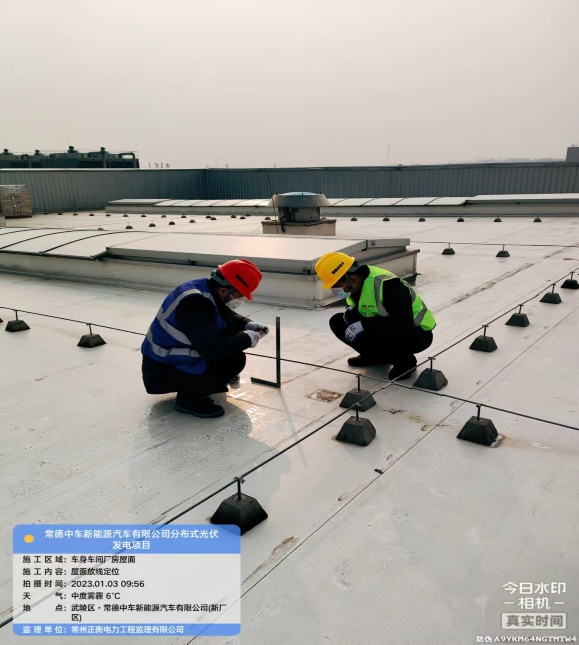 常德中车新能源汽车有限公司分布式光伏
发电项目
施工区域：车身车间厂房屋面
施工内容：屋面放线定位
拍摄时间：2023.01.03 09:56
天　　气：中度雾霾 6℃
地　　点：武陵区·常德中车新能源汽车有限公司(新厂
区)
监理单位：常州正衡电力工程监理有限公司
今日水印
相机
真实时间
防伪 A9YKM64NGTMTW4